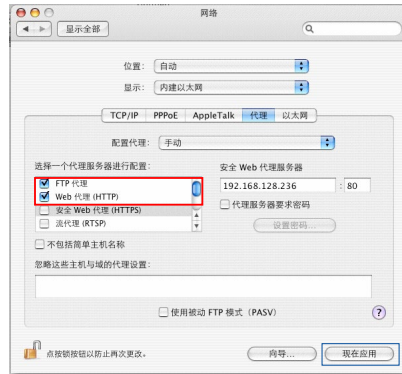 网络
显示全部
位置: 自动
显示: 内建以太网
TCP/IP PPPoE AppleTalk 代理 以太网
配置代理: 手动
选择一个代理服务器进行配置: 安全 Web 代理服务器
FTP 代理
192.168.128.236 : 80
Web 代理 (HTTP)
安全 Web 代理 (HTTPS)
代理服务器要求密码
流代理 (RTSP)
设置密码...
不包括简单主机名称
忽略这些主机与域的代理设置:
使用被动 FTP 模式 (PASV)
?
点按锁按钮以防止再次更改。
向导...
现在应用